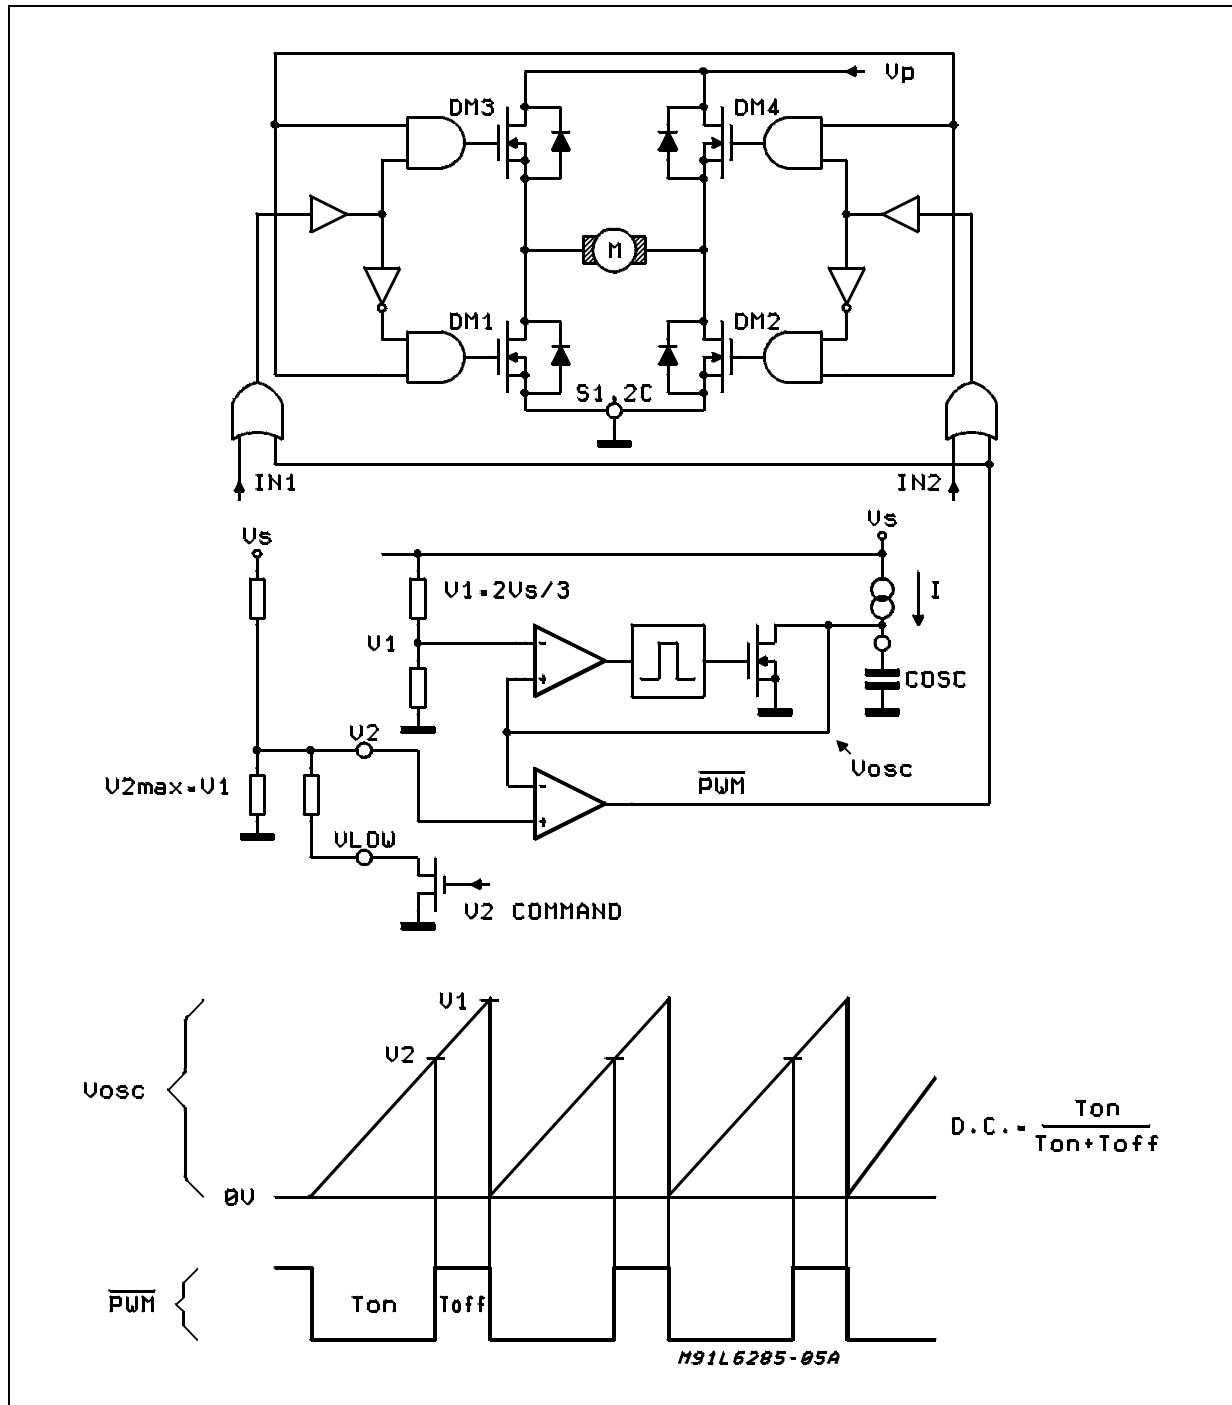 Vp
DM3
DM4
M
DM1
DM2
S1,2C
IN1
IN2
Vs
Vs
V1=2Vs/3
I
V1
-
+
COSC
V2
Vosc
V2max=V1
-
+
PWM
VLOW
V2 COMMAND
V1
V2
Vosc
D.C.= Ton
Ton+Toff
0V
PWM
Ton
Toff
M91L6285-05A